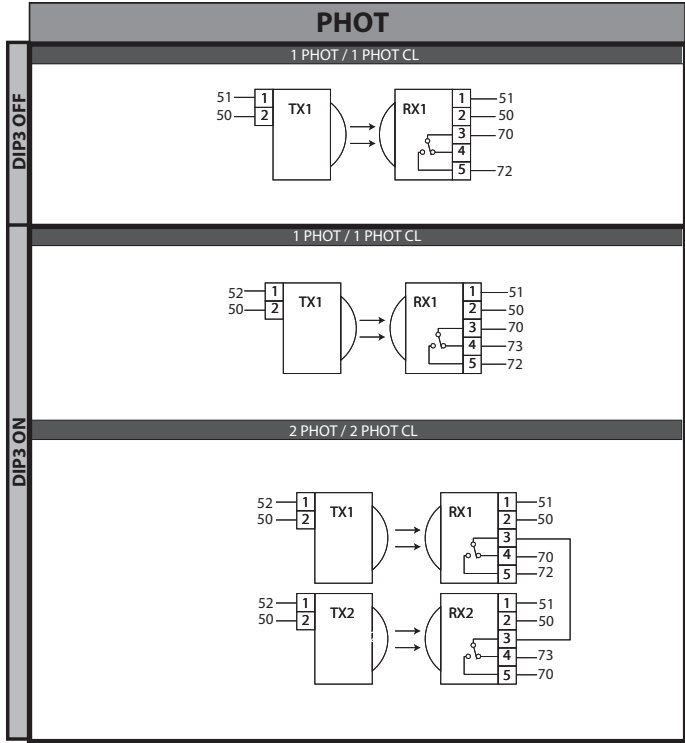 PHOT
DIP3 OFF
1 PHOT / 1 PHOT CL
51 1 TX1 RX1 1 51
50 2 2 50
3 70
4
5 72
DIP3 ON
1 PHOT / 1 PHOT CL
52 1 TX1 RX1 1 51
50 2 2 50
3 70
4 73
5 72
2 PHOT / 2 PHOT CL
52 1 TX1 RX1 1 51
50 2 2 50
3
4 70
5 72
52 1 TX2 RX2 1 51
50 2 2 50
3
4 73
5 70